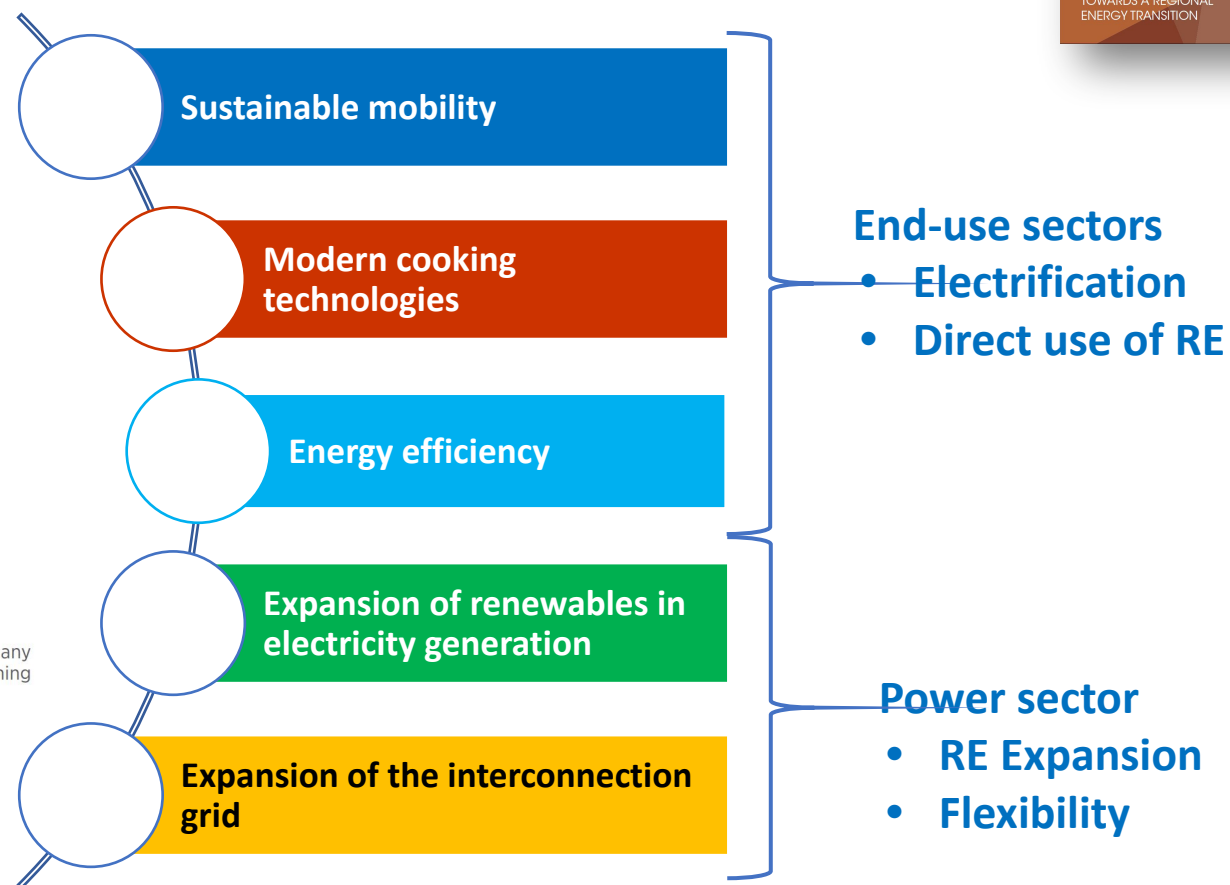 TOWARDS A REGIONAL
ENERGY TRANSITION
Sustainable mobility
Modern cooking
technologies
Energy efficiency
Expansion of renewables in
electricity generation
Expansion of the interconnection
grid
End-use sectors
• Electrification
• Direct use of RE
Power sector
• RE Expansion
• Flexibility
any